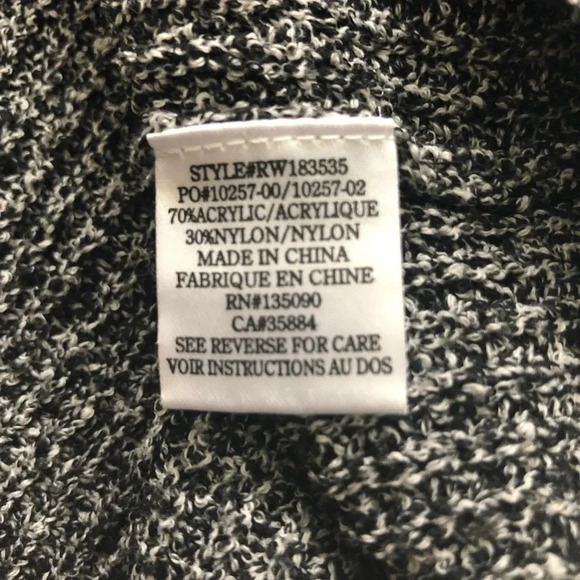 STYLE#RW183535
PO#10257-00/10257-02
70%ACRYLIC/ACRYLIQUE
30%NYLON/NYLON
MADE IN CHINA
FABRIQUE EN CHINE
RN#135090
CA#35884
SEE REVERSE FOR CARE
VOIR INSTRUCTIONS AU DOS